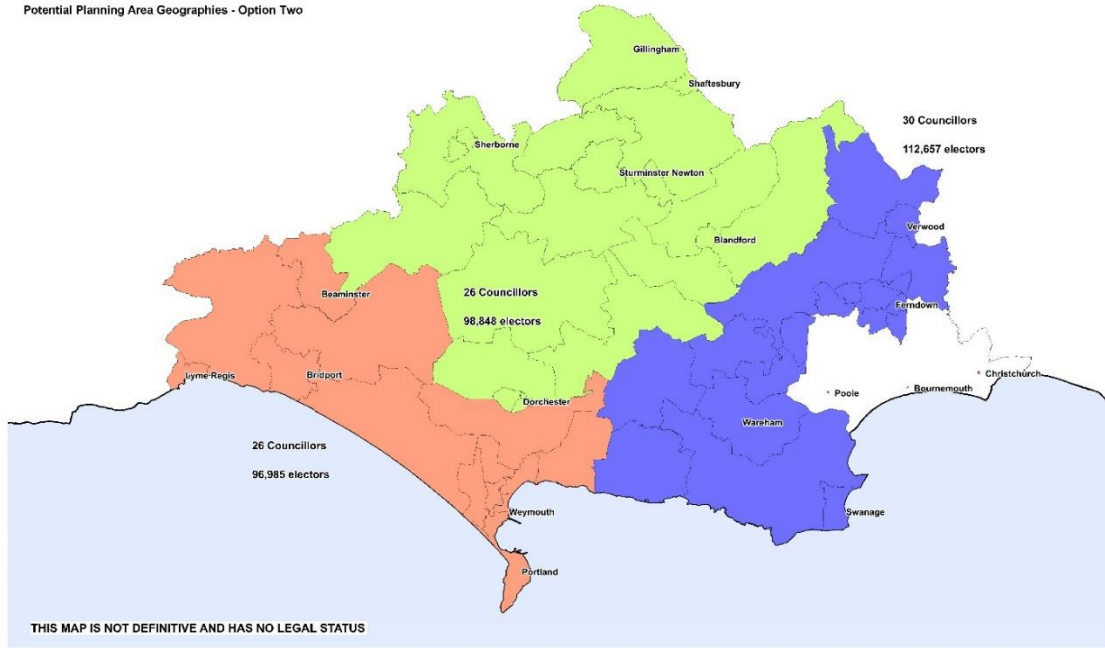 Potential Planning Area Geographies - Option Two
Gillingham
Shaftesbury
30 Councillors
112,657 electors
Sherborne
Sturminster Newton
Verwood
Blandford
Beaminster
26 Councillors
98,848 electors
Ferndown
Lyme-Regis
Bridport
Christchurch
Bournemouth
Poole
Dorchester
Wareham
26 Councillors
96,985 electors
Weymouth
Swanage
Portland
THIS MAP IS NOT DEFINITIVE AND HAS NO LEGAL STATUS